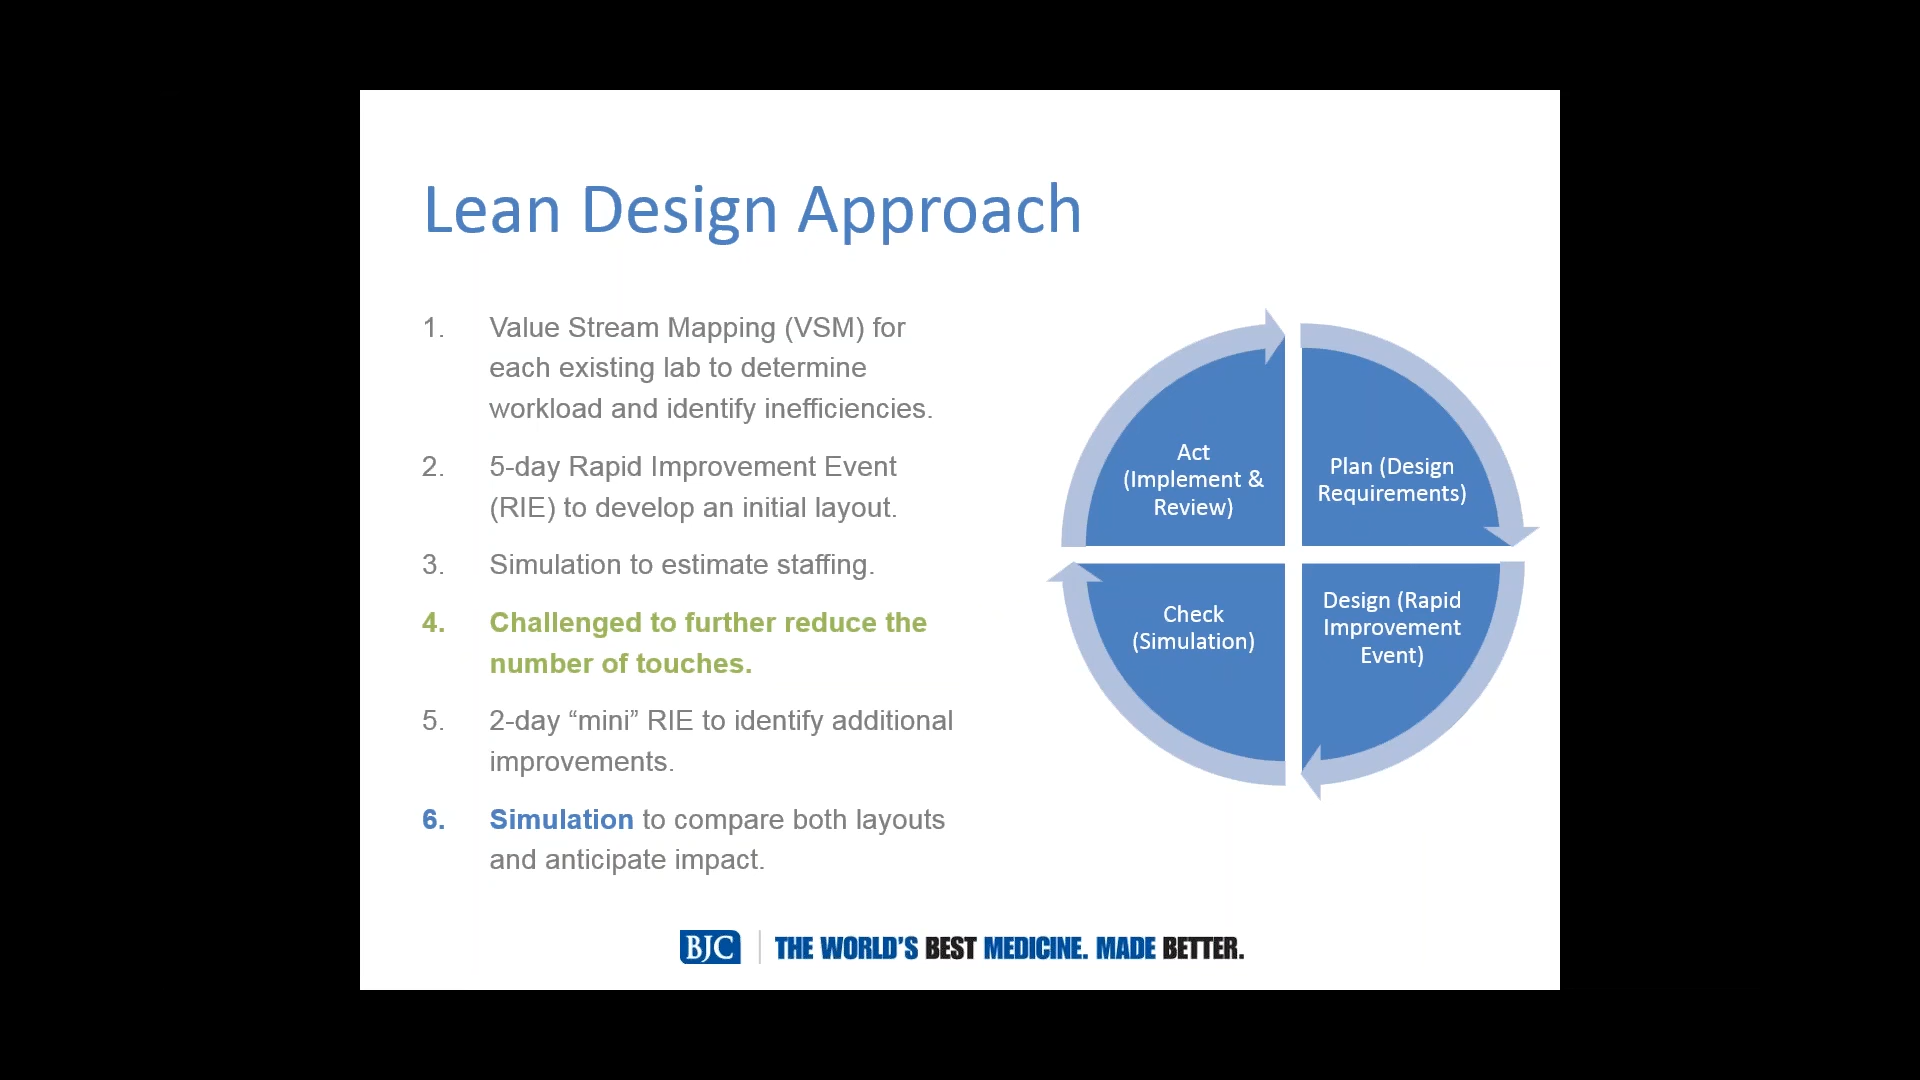 Lean Design Approach
1. Value Stream Mapping (VSM) for
each existing lab to determine
workload and identify inefficiencies.
2. 5-day Rapid Improvement Event
(RIE) to develop an initial layout.
3. Simulation to estimate staffing.
4. Challenged to further reduce the
number of touches.
5. 2-day “mini” RIE to identify additional
improvements.
6. Simulation to compare both layouts
and anticipate impact.
Act
(Implement &
Review)
Plan (Design
Requirements)
Check
(Simulation)
Design (Rapid
Improvement
Event)
BJC THE WORLD'S BEST MEDICINE. MADE BETTER.